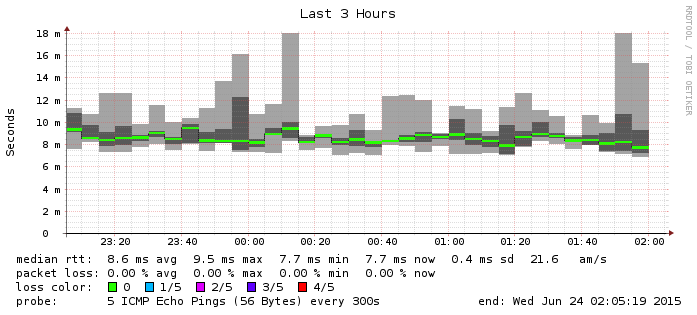 Last 3 Hours
RRDTOOL / TOBI OETIKER
Seconds
18 m
16 m
14 m
12 m
10 m
8 m
6 m
4 m
2 m
0
23:20 23:40 00:00 00:20 00:40 01:00 01:20 01:40 02:00
median rtt: 8.6 ms avg 9.5 ms max 7.7 ms min 7.7 ms now 0.4 ms sd 21.6 am/s
packet loss: 0.00 % avg 0.00 % max 0.00 % min 0.00 % now
loss color: 0 1/5 2/5 3/5 4/5
probe: 5 ICMP Echo Pings (56 Bytes) every 300s end: Wed Jun 24 02:05:19 2015